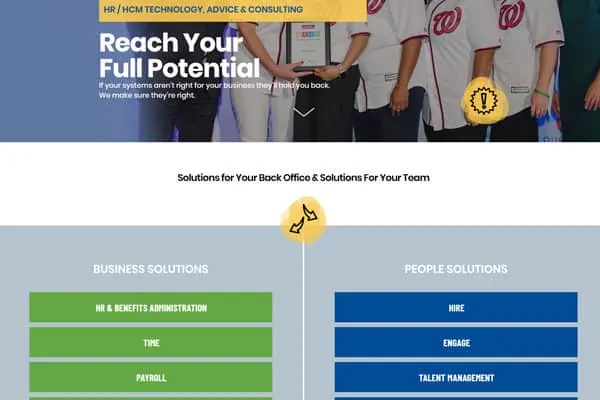 HR / HCM TECHNOLOGY, ADVICE & CONSULTING
Reach Your
Full Potential
If your systems aren't right for your business they'll hold you back.
We make sure they're right.
Solutions for Your Back Office & Solutions For Your Team
BUSINESS SOLUTIONS
PEOPLE SOLUTIONS
HR & BENEFITS ADMINISTRATION
HIRE
TIME
ENGAGE
PAYROLL
TALENT MANAGEMENT